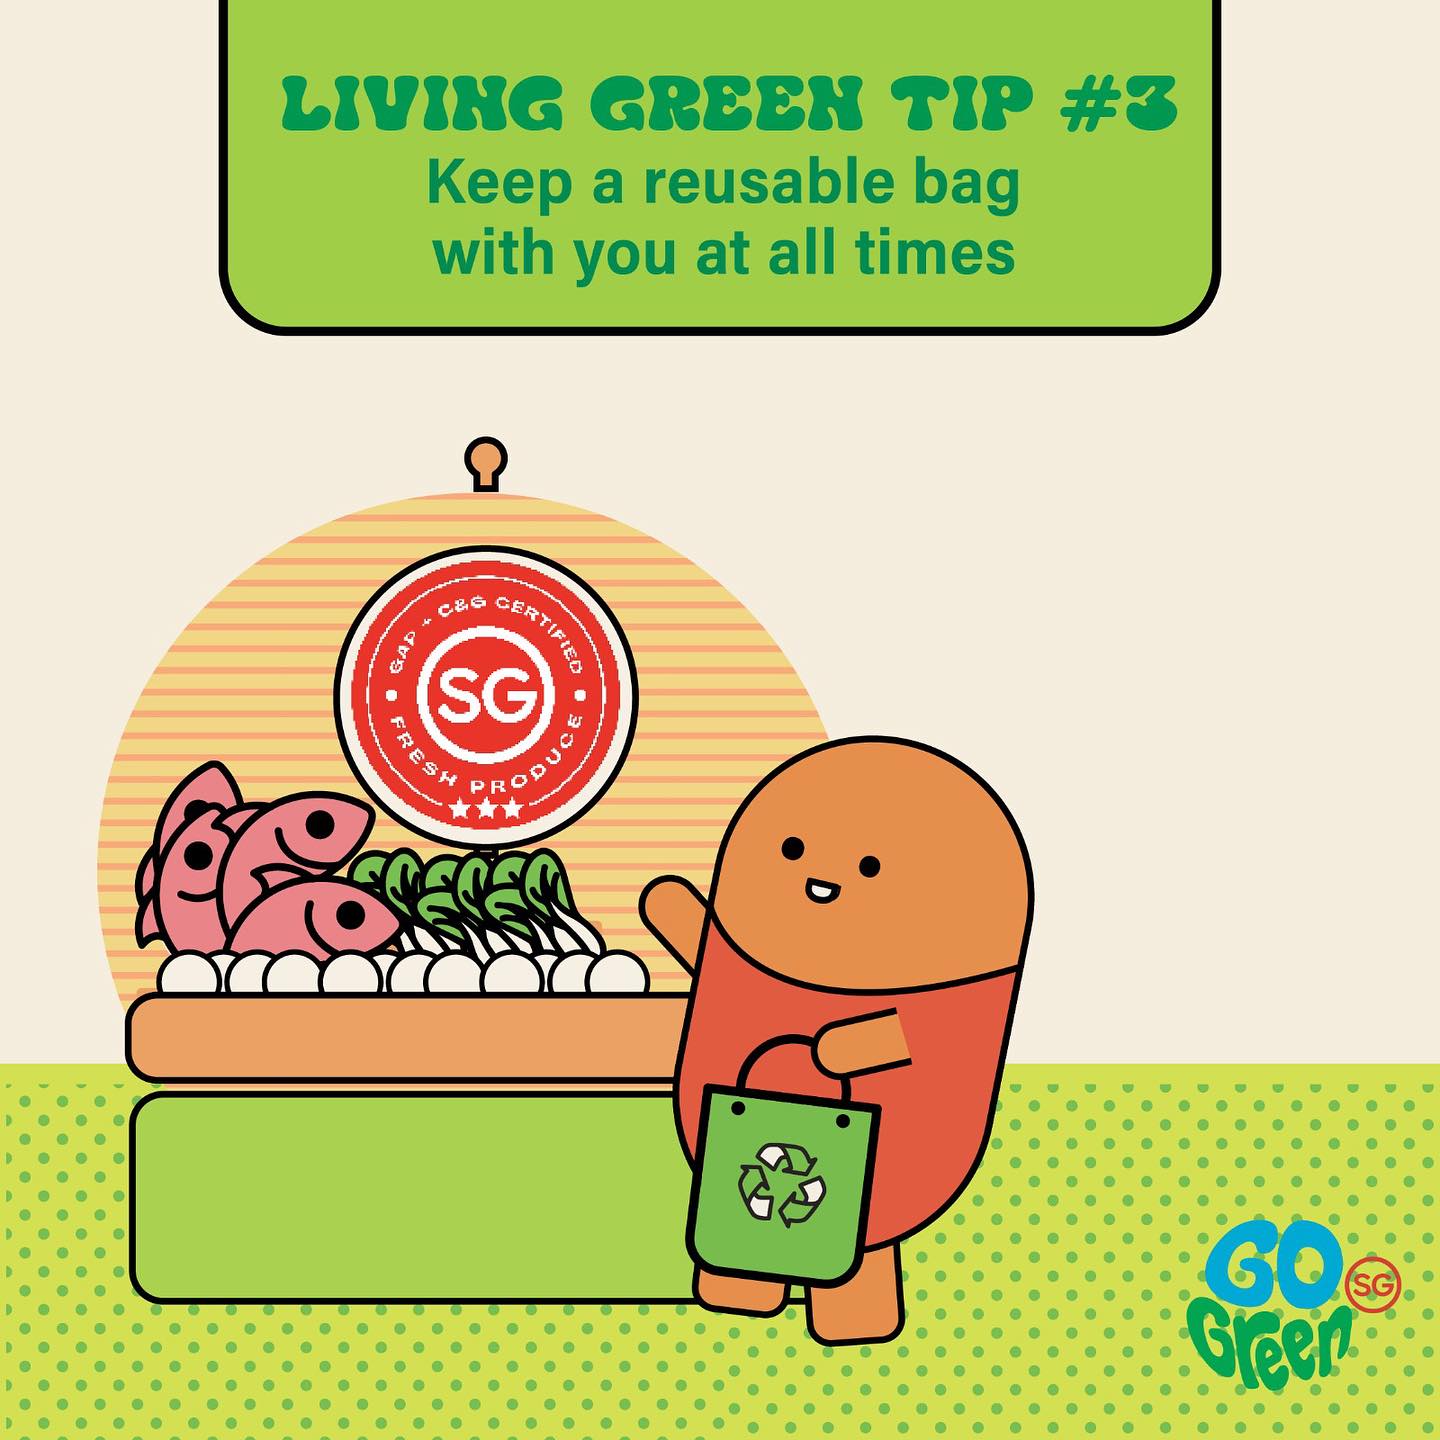 LIVING GREEN TIP #3
Keep a reusable bag
with you at all times
GAP + C&G CERTIFIED
SG
FRESH PRODUCE
GO
SG
Green